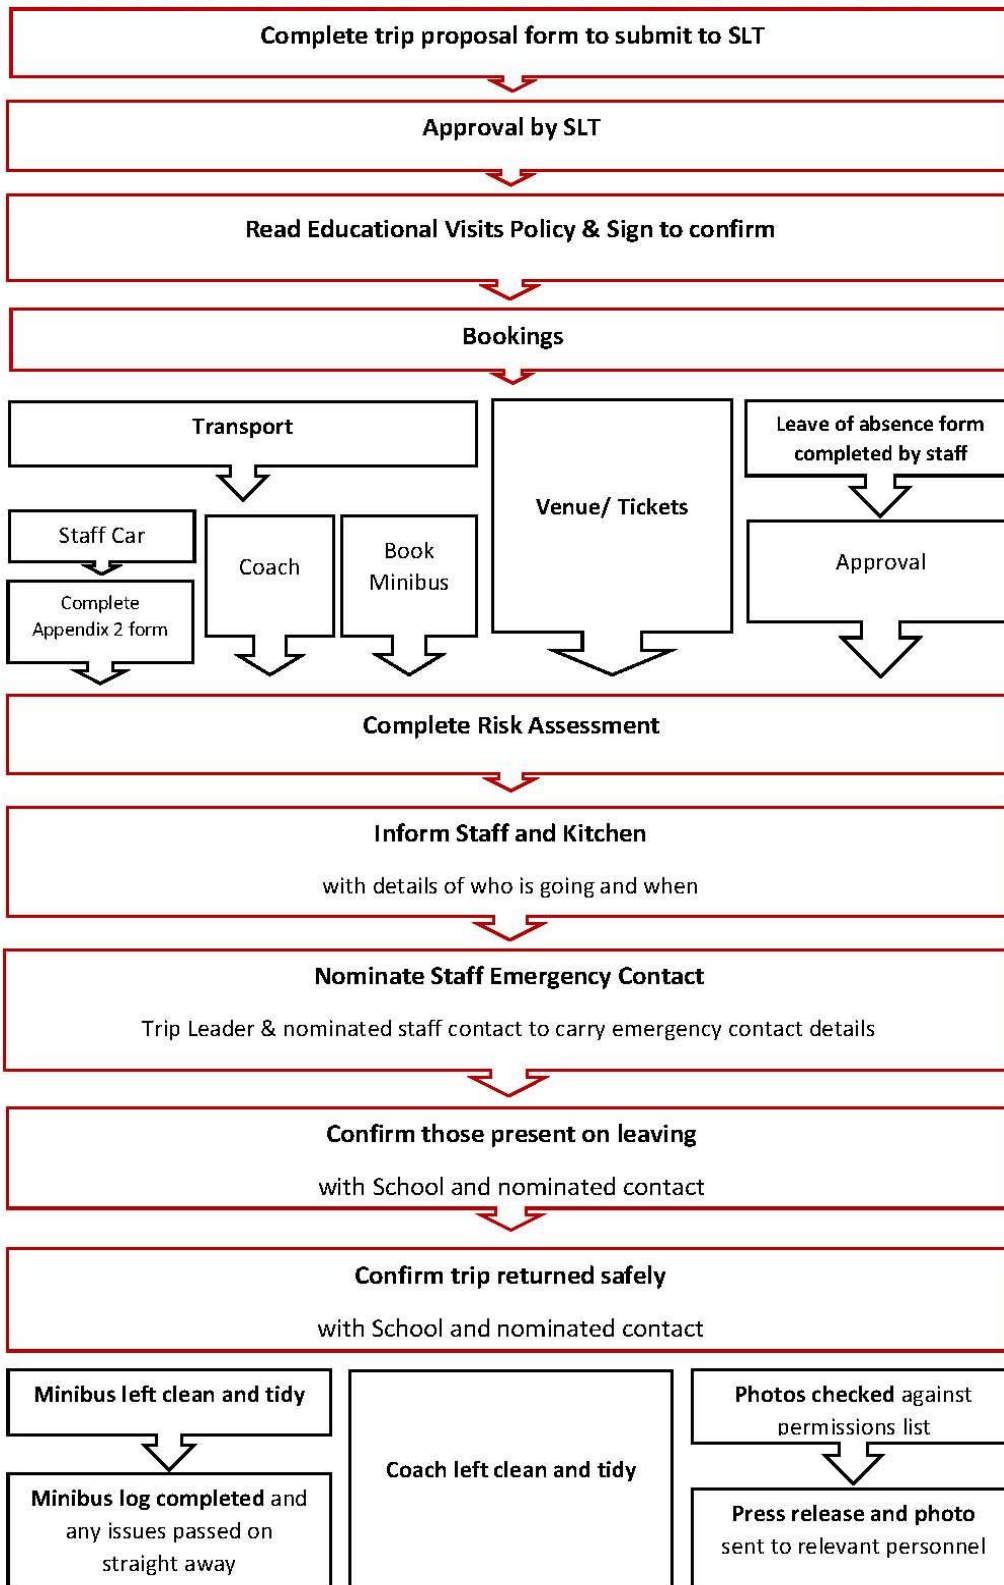 Complete trip proposal form to submit to SLT
Approval by SLT
Read Educational Visits Policy & Sign to confirm
Bookings
Transport
Staff Car
Complete
Appendix 2 form
Coach
Book
Minibus
Venue/ Tickets
Leave of absence form
completed by staff
Approval
Complete Risk Assessment
Inform Staff and Kitchen
with details of who is going and when
Nominate Staff Emergency Contact
Trip Leader & nominated staff contact to carry emergency contact details
Confirm those present on leaving
with School and nominated contact
Confirm trip returned safely
with School and nominated contact
Minibus left clean and tidy
Minibus log completed and
any issues passed on
straight away
Coach left clean and tidy
Photos checked against
permissions list
Press release and photo
sent to relevant personnel